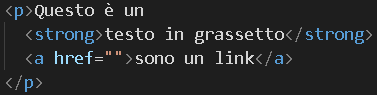 <p>Questo è un
<strong>testo in grassetto</strong>
<a href="">sono un link</a>
</p>